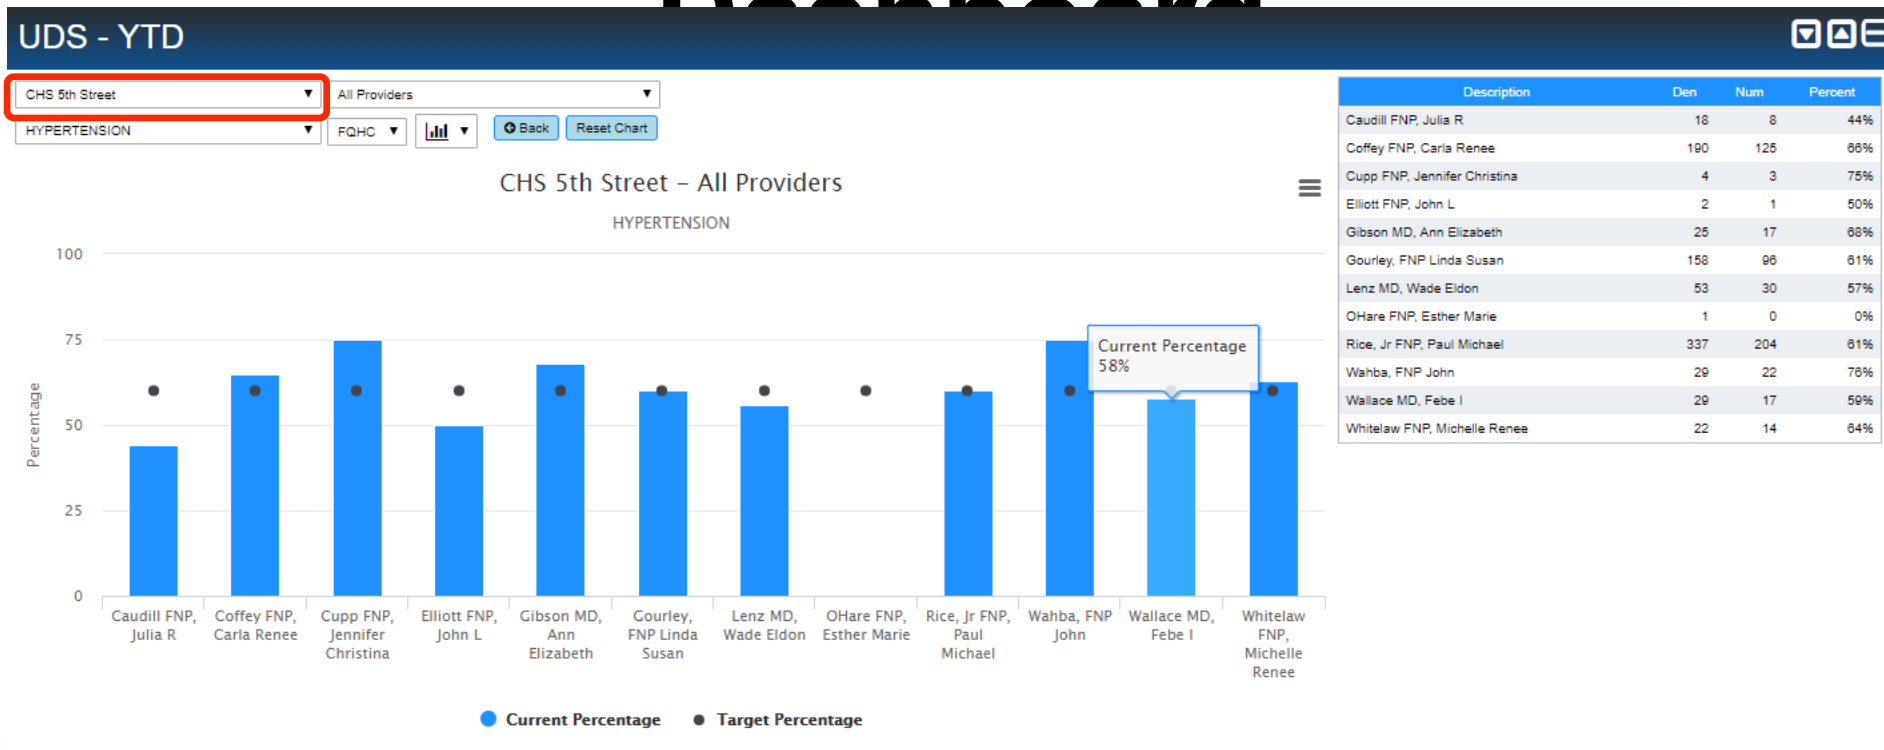 Dashboard
UDS - YTD
CHS 5th Street ▼ All Providers ▼
HYPERTENSION ▼ FQHC ▼ ▼ Back Reset Chart
CHS 5th Street – All Providers
HYPERTENSION
Percentage
100
75
50
25
0
Current Percentage
58%
Caudill FNP,
Julia R
Coffey FNP,
Carla Renee
Cupp FNP,
Jennifer
Christina
Elliott FNP,
John L
Gibson MD,
Ann
Elizabeth
Gourley,
FNP Linda
Susan
Lenz MD,
Wade Eldon
OHare FNP,
Esther Marie
Rice, Jr FNP,
Paul
Michael
Wahba, FNP
John
Wallace MD,
Febe I
Whitelaw
FNP,
Michelle
Renee
Current Percentage Target Percentage
Description Den Num Percent
Caudill FNP, Julia R 18 8 44%
Coffey FNP, Carla Renee 190 125 66%
Cupp FNP, Jennifer Christina 4 3 75%
Elliott FNP, John L 2 1 50%
Gibson MD, Ann Elizabeth 25 17 68%
Gourley, FNP Linda Susan 158 96 61%
Lenz MD, Wade Eldon 53 30 57%
OHare FNP, Esther Marie 1 0 0%
Rice, Jr FNP, Paul Michael 337 204 61%
Wahba, FNP John 29 22 76%
Wallace MD, Febe I 29 17 59%
Whitelaw FNP, Michelle Renee 22 14 64%